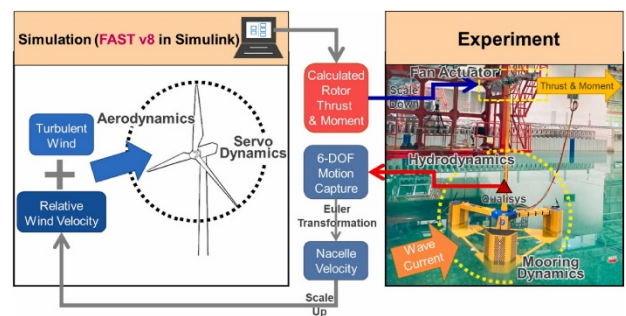 Simulation (FAST v8 in Simulink)
Turbulent
Wind
Relative
Wind Velocity
Aerodynamics
Servo
Dynamics
Calculated
Rotor
Thrust
& Moment
6-DOF
Motion
Capture
Euler
Transformation
Nacelle
Velocity
Scale
Up
Experiment
Fan Actuator
Thrust & Moment
Scale
Down
Hydrodynamics
Qualisys
Wave
Current
Mooring
Dynamics